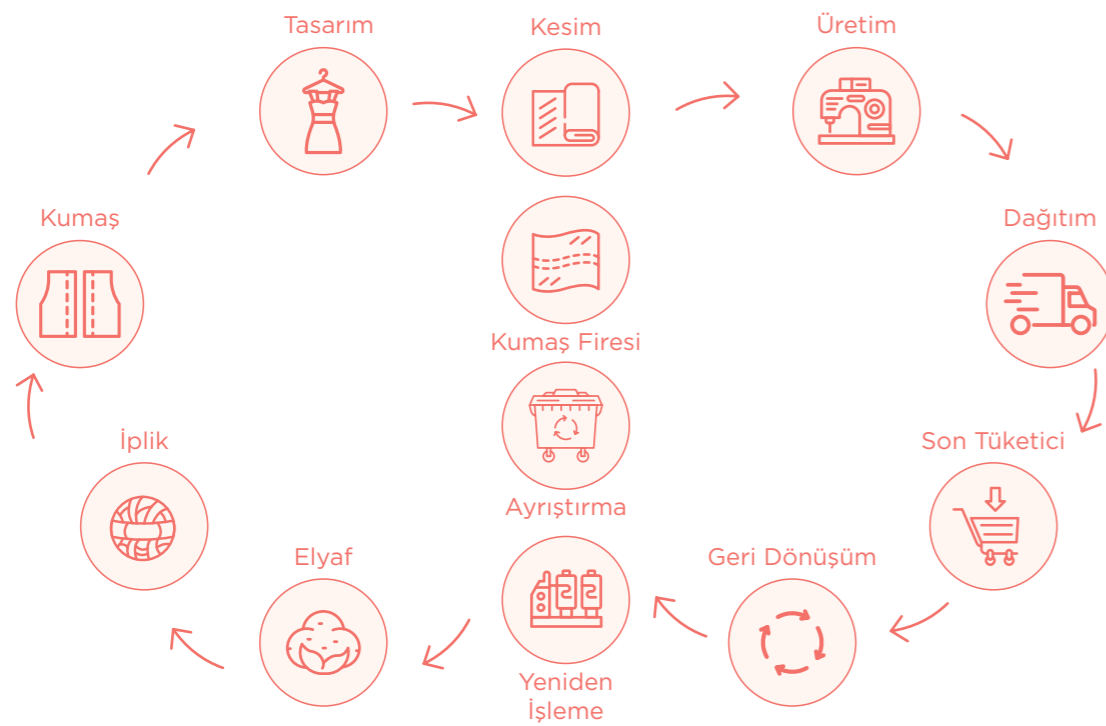 Tasarım
Kesim
Üretim
Kumaş
Dağıtım
Kumaş Firesi
İplik
Son Tüketici
Ayrıştırma
Elyaf
Geri Dönüşüm
Yeniden
İşleme